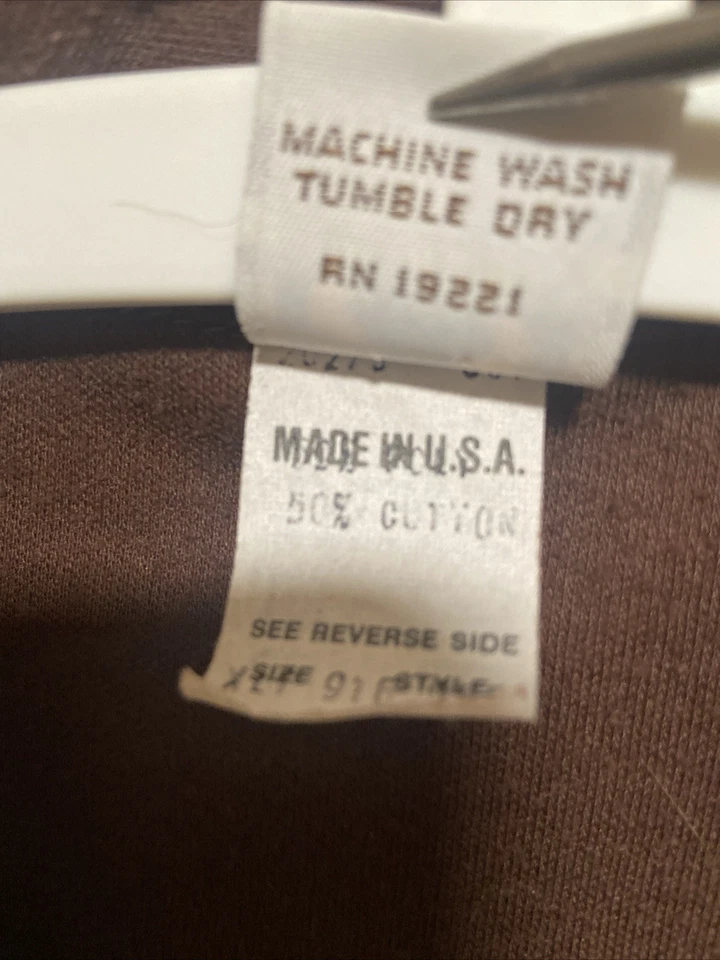 MACHINE WASH
TUMBLE DRY
RN 19221
MADE IN U.S.A.
50% COTTON
SEE REVERSE SIDE
SIZE STYLE